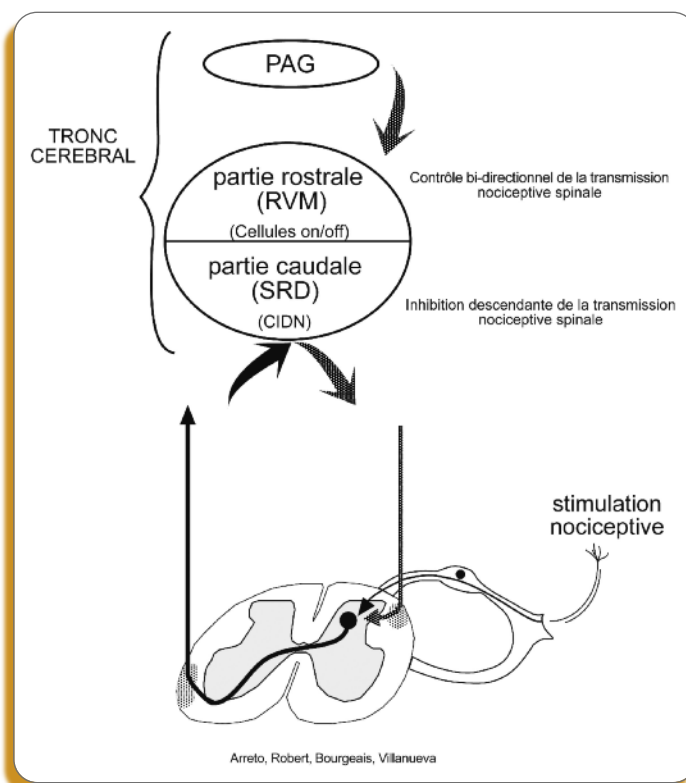 PAG
TRONC
CEREBRAL
partie rostrale
(RVM)
(Cellules on/off)
Contrôle bi-directionnel de la transmission
nociceptive spinale
partie caudale
(SRD)
(CIDN)
Inhibition descendante de la transmission
nociceptive spinale
stimulation
nociceptive
Arreto, Robert, Bourgeais, Villanueva